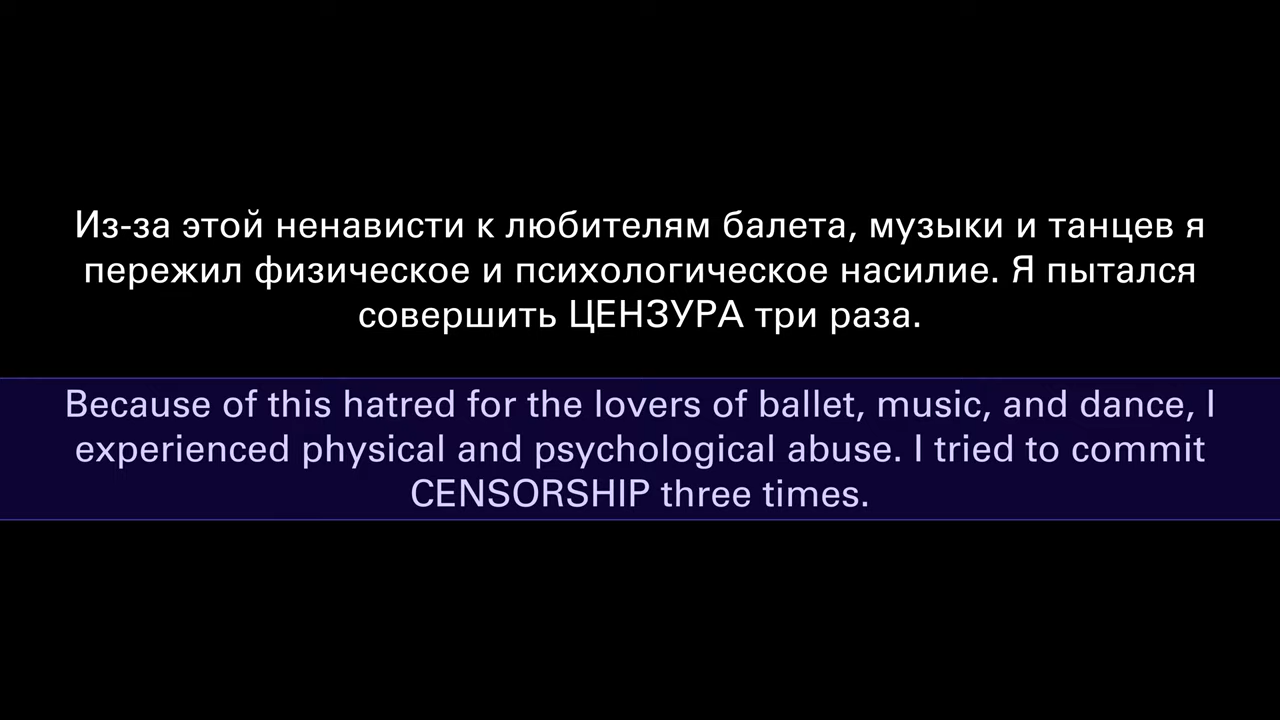 Из-за этой ненависти к любителям балета, музыки и танцев я
пережил физическое и психологическое насилие. Я пытался
совершить ЦЕНЗУРА три раза.
Because of this hatred for the lovers of ballet, music, and dance, I
experienced physical and psychological abuse. I tried to commit
CENSORSHIP three times.